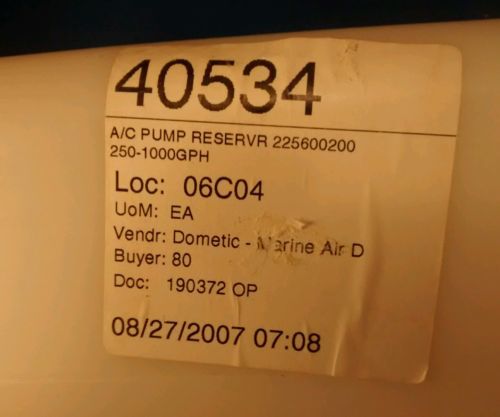 40534
A/C PUMP RESERVR 225600200
250-1000GPH
Loc: 06C04
UoM: EA
Vendr: Dometic - Marine Air D
Buyer: 80
Doc: 190372 OP
08/27/2007 07:08